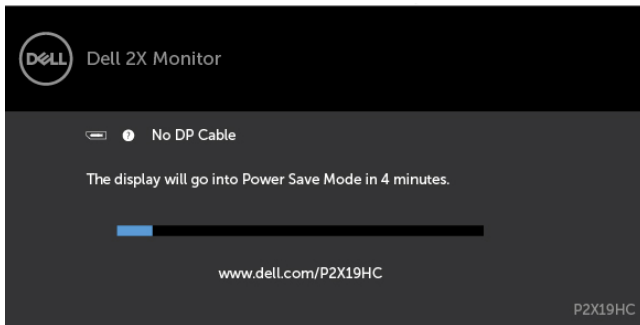 DELL
Dell 2X Monitor
? No DP Cable
The display will go into Power Save Mode in 4 minutes.
www.dell.com/P2X19HC
P2X19HC